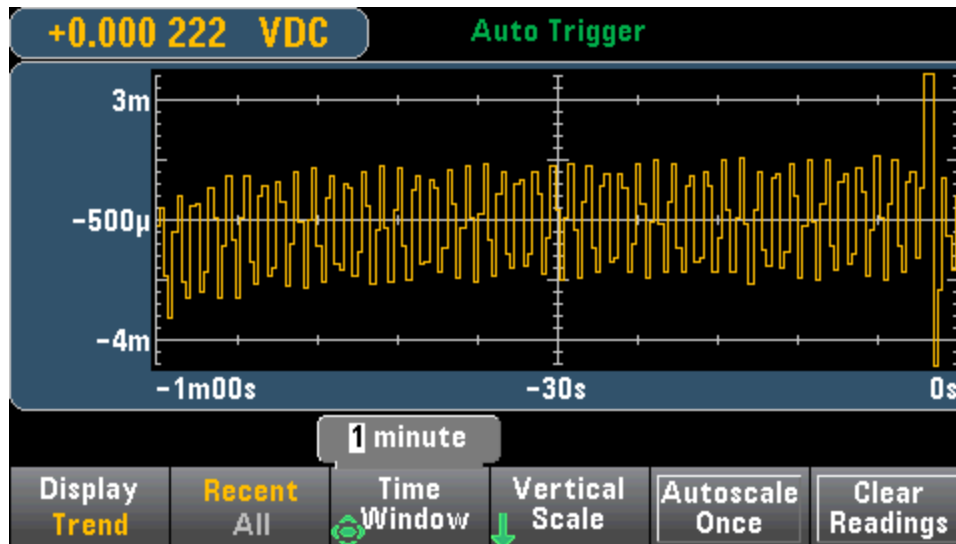 +0.000 222 VDC
Auto Trigger
3m
-500µ
-4m
-1m00s
-30s
0s
1 minute
Display
Trend
Recent
All
Time
Window
Vertical
Scale
Autoscale
Once
Clear
Readings